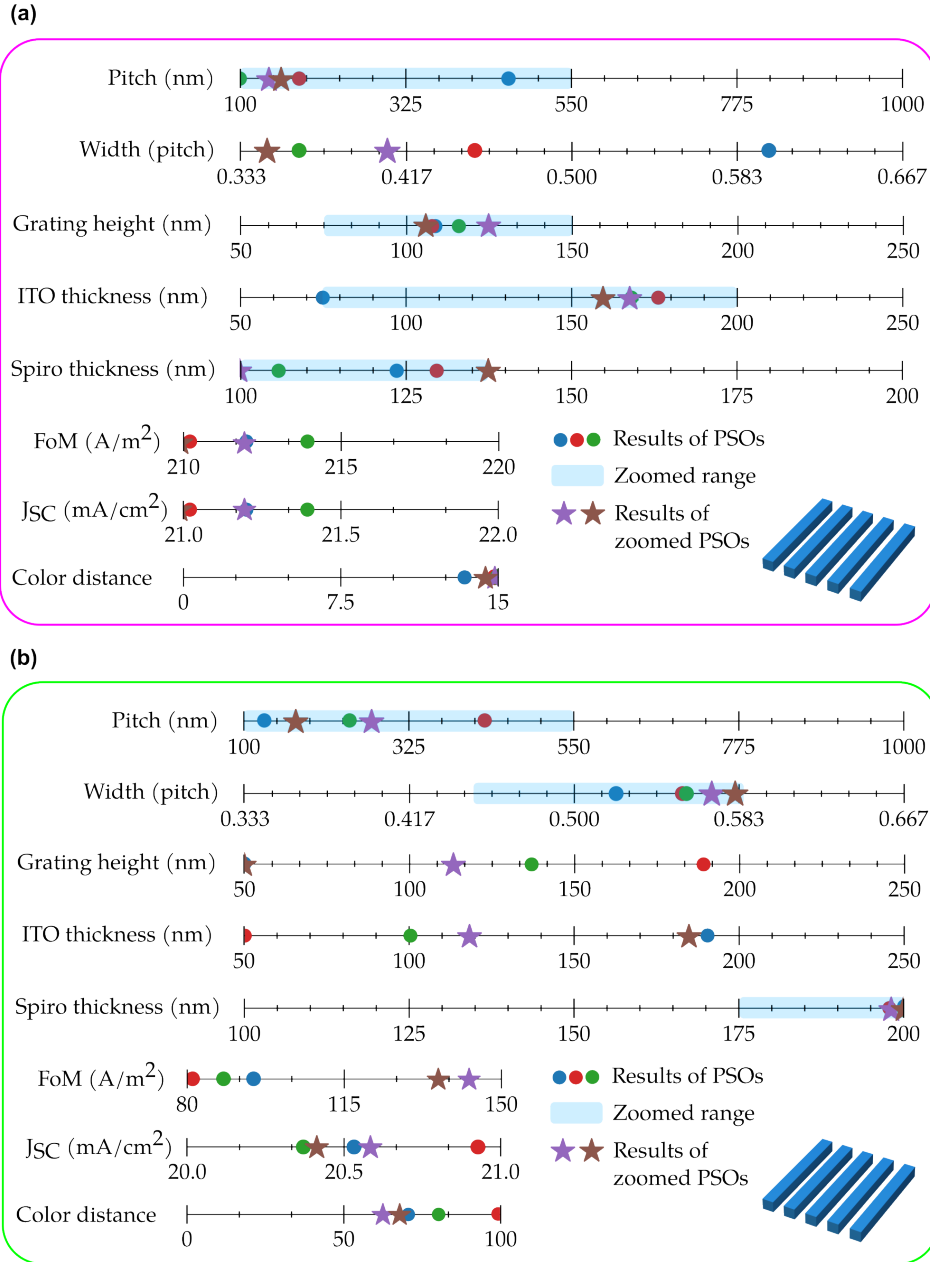 (a)
Pitch (nm)
100 325 550 775 1000
Width (pitch)
0.333 0.417 0.500 0.583 0.667
Grating height (nm)
50 100 150 200 250
ITO thickness (nm)
50 100 150 200 250
Spiro thickness (nm)
100 125 150 175 200
FoM (A/m²)
210 215 220
JSC (mA/cm²)
21.0 21.5 22.0
Color distance
0 7.5 15
Results of PSOs
Zoomed range
Results of
zoomed PSOs
(b)
Pitch (nm)
100 325 550 775 1000
Width (pitch)
0.333 0.417 0.500 0.583 0.667
Grating height (nm)
50 100 150 200 250
ITO thickness (nm)
50 100 150 200 250
Spiro thickness (nm)
100 125 150 175 200
FoM (A/m²)
80 115 150
JSC (mA/cm²)
20.0 20.5 21.0
Color distance
0 50 100
Results of PSOs
Zoomed range
Results of
zoomed PSOs